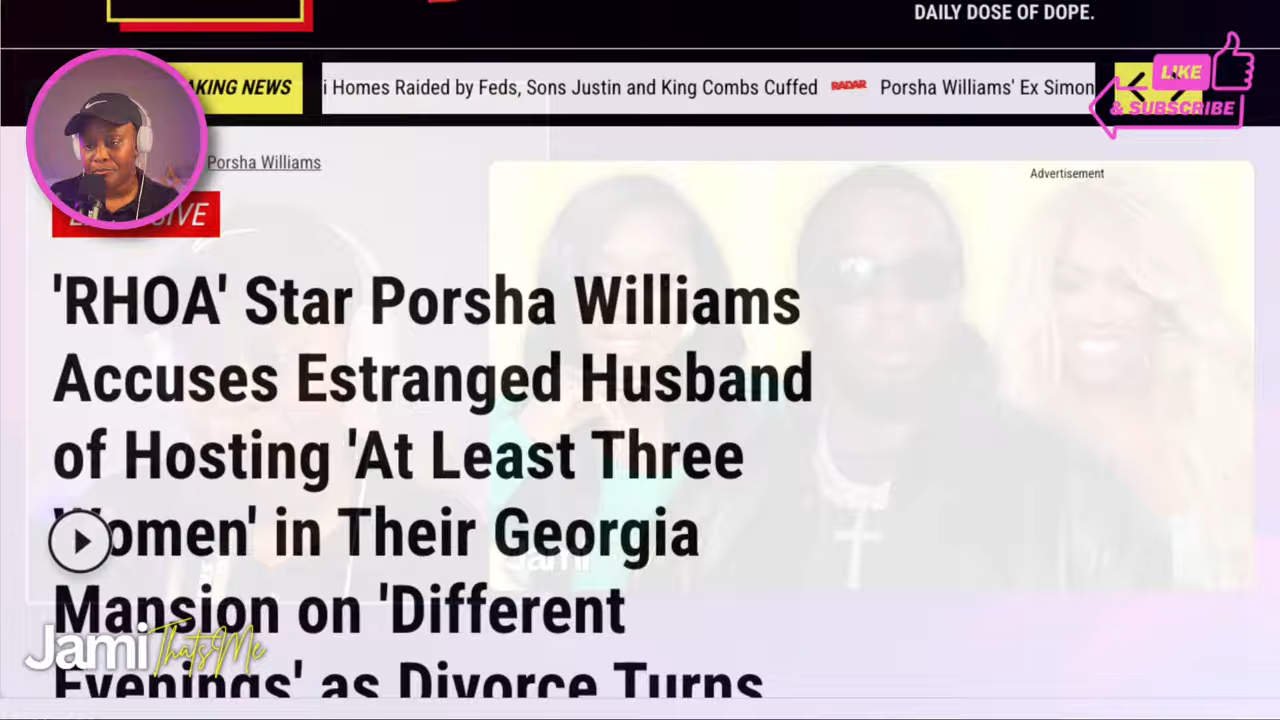 DAILY DOSE OF DOPE.
AKING NEWS
i Homes Raided by Feds, Sons Justin and King Combs Cuffed RADAR Porsha Williams' Ex Simon
LIKE
& SUBSCRIBE
Porsha Williams
Advertisement
'RHOA' Star Porsha Williams
Accuses Estranged Husband
of Hosting 'At Least Three
Women' in Their Georgia
Mansion on 'Different
Evenings' as Divorce Turns
Jami ThatsMe